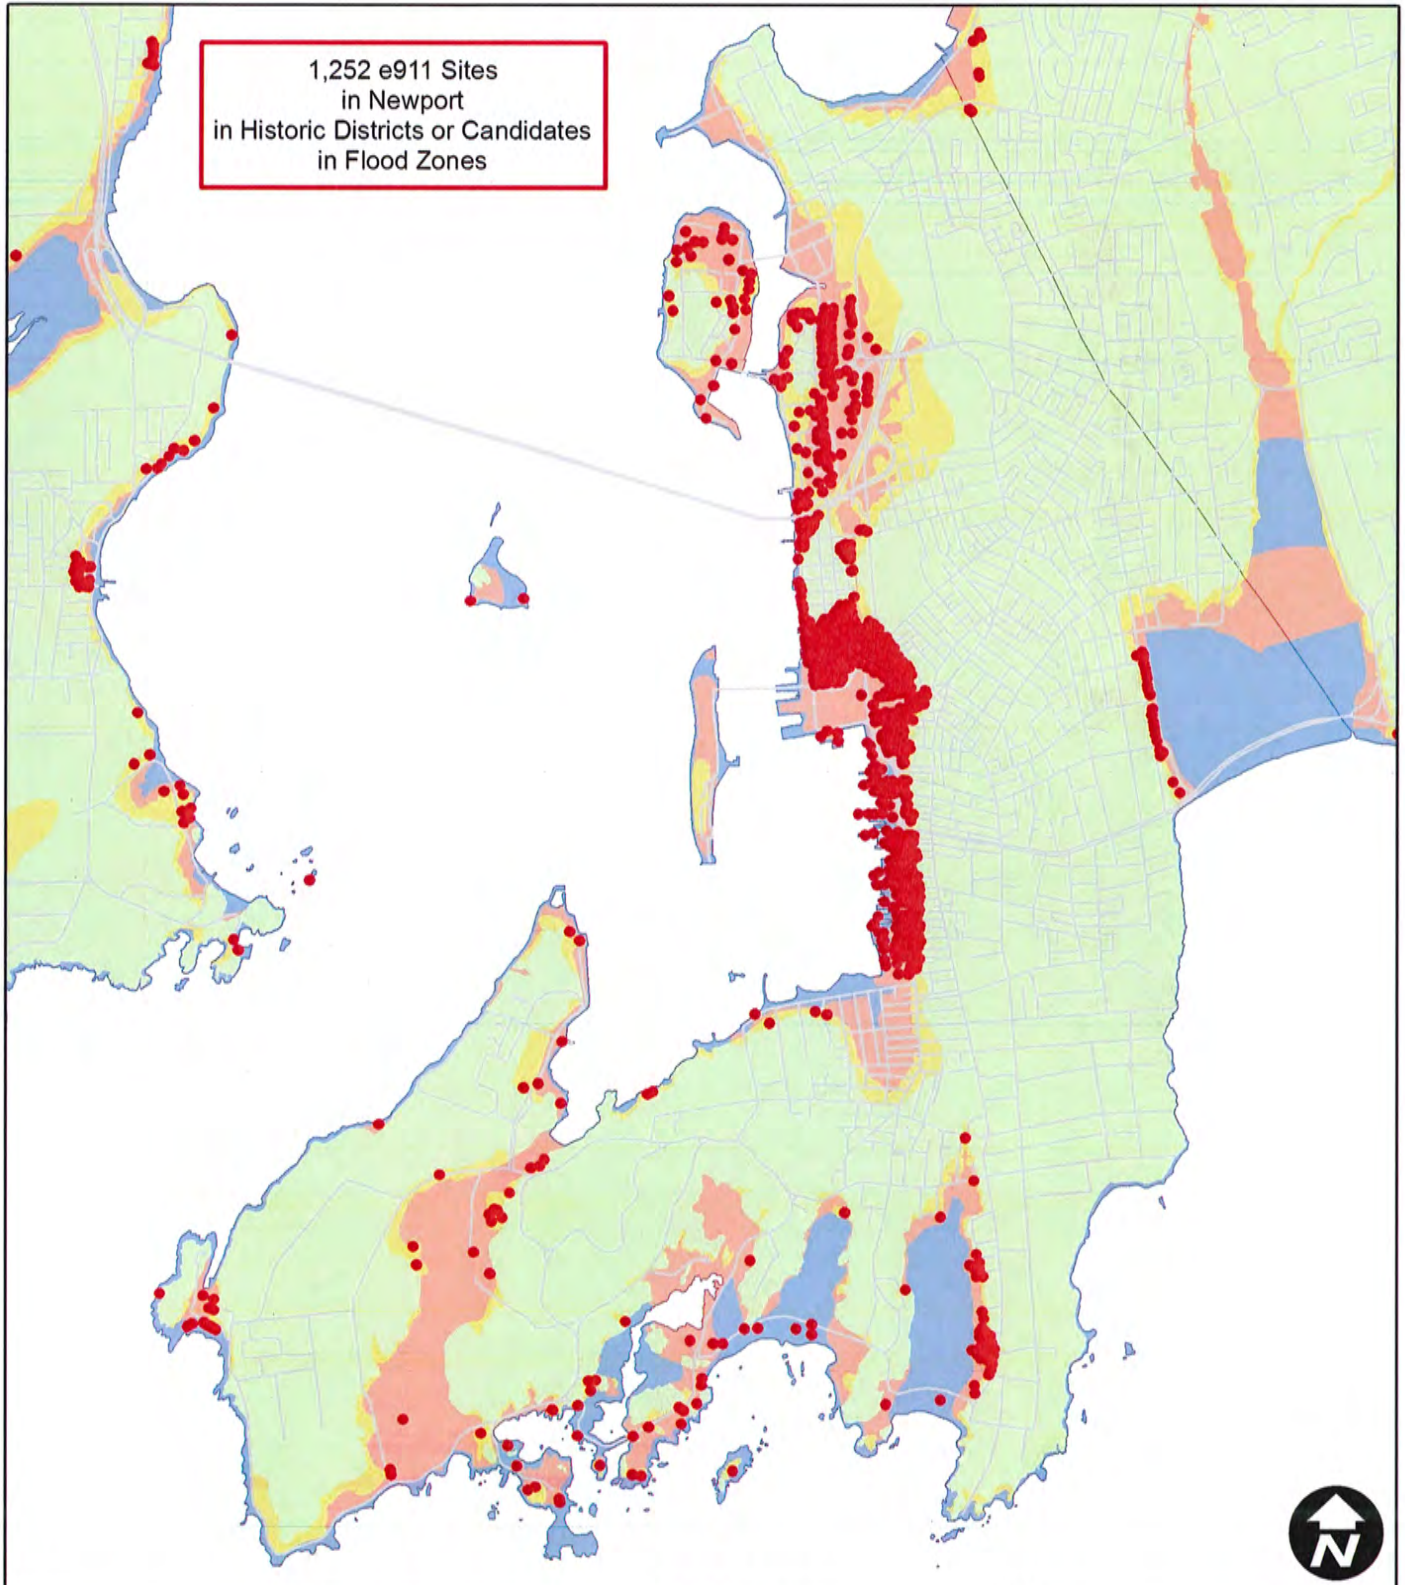 1,252 e911 Sites
in Newport
in Historic Districts or Candidates
in Flood Zones
N